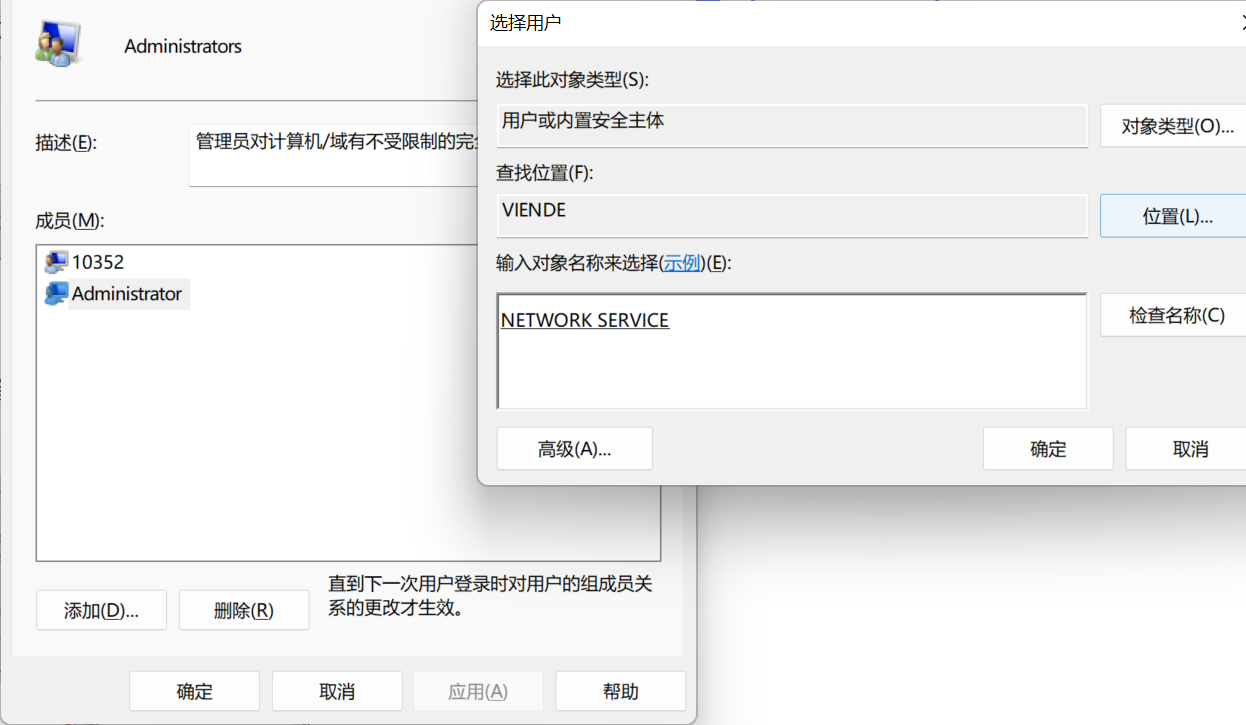 Administrators
描述(E):
管理员对计算机/域有不受限制的完
成员(M):
10352
Administrator
添加(D)...
删除(R)
直到下一次用户登录时对用户的组成员关
系的更改才生效。
确定
取消
应用(A)
帮助
选择用户
选择此对象类型(S):
用户或内置安全主体
对象类型(O)...
查找位置(F):
VIENDE
位置(L)...
输入对象名称来选择(示例)(E):
NETWORK SERVICE
检查名称(C)
高级(A)...
确定
取消